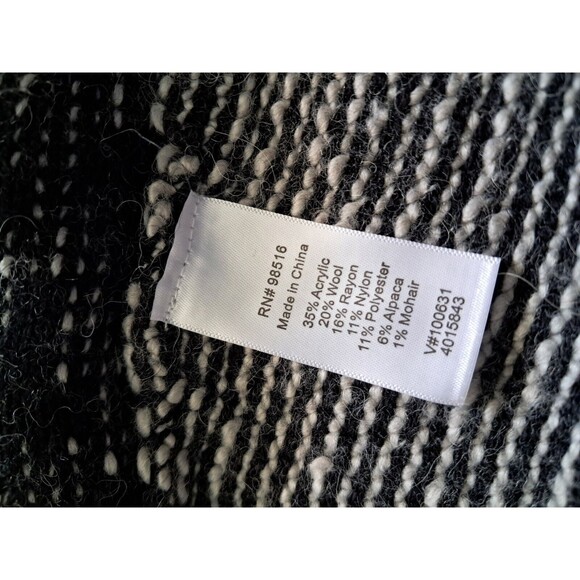 RN# 98516
Made In China
35% Acrylic
20% Wool
16% Rayon
11% Nylon
11% Polyester
6% Alpaca
1% Mohair
V#100631
4015843